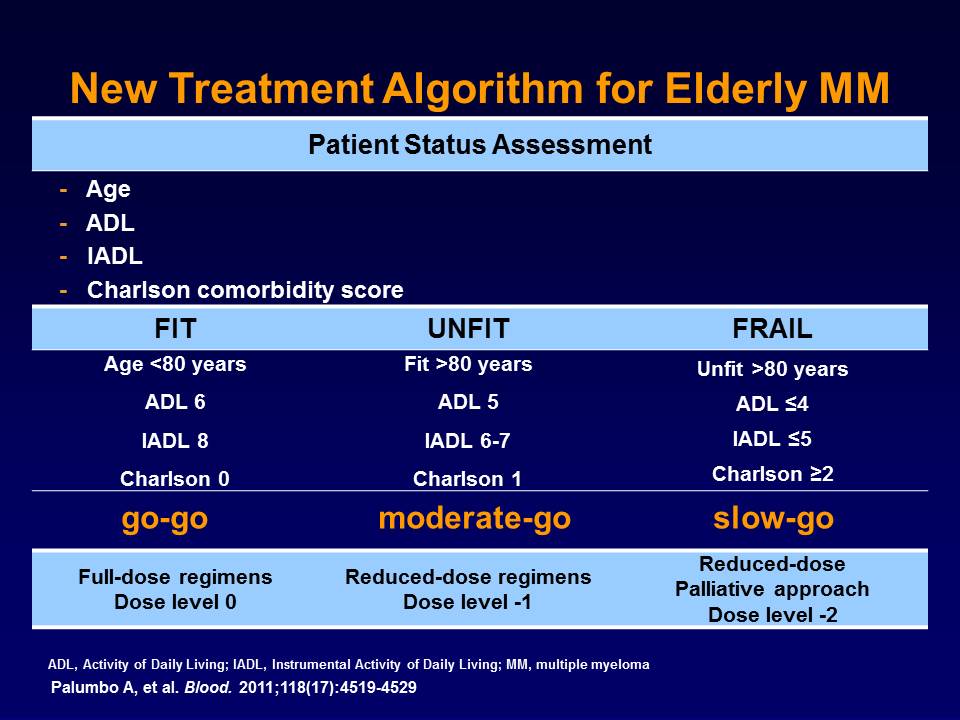 New Treatment Algorithm for Elderly MM
Patient Status Assessment
- Age
- ADL
- IADL
- Charlson comorbidity score
FIT UNFIT FRAIL
Age <80 years Fit >80 years Unfit >80 years
ADL 6 ADL 5 ADL ≤4
IADL 8 IADL 6-7 IADL ≤5
Charlson 0 Charlson 1 Charlson ≥2
go-go moderate-go slow-go
Full-dose regimens
Dose level 0
Reduced-dose regimens
Dose level -1
Reduced-dose
Palliative approach
Dose level -2
ADL, Activity of Daily Living; IADL, Instrumental Activity of Daily Living; MM, multiple myeloma
Palumbo A, et al. Blood. 2011;118(17):4519-4529